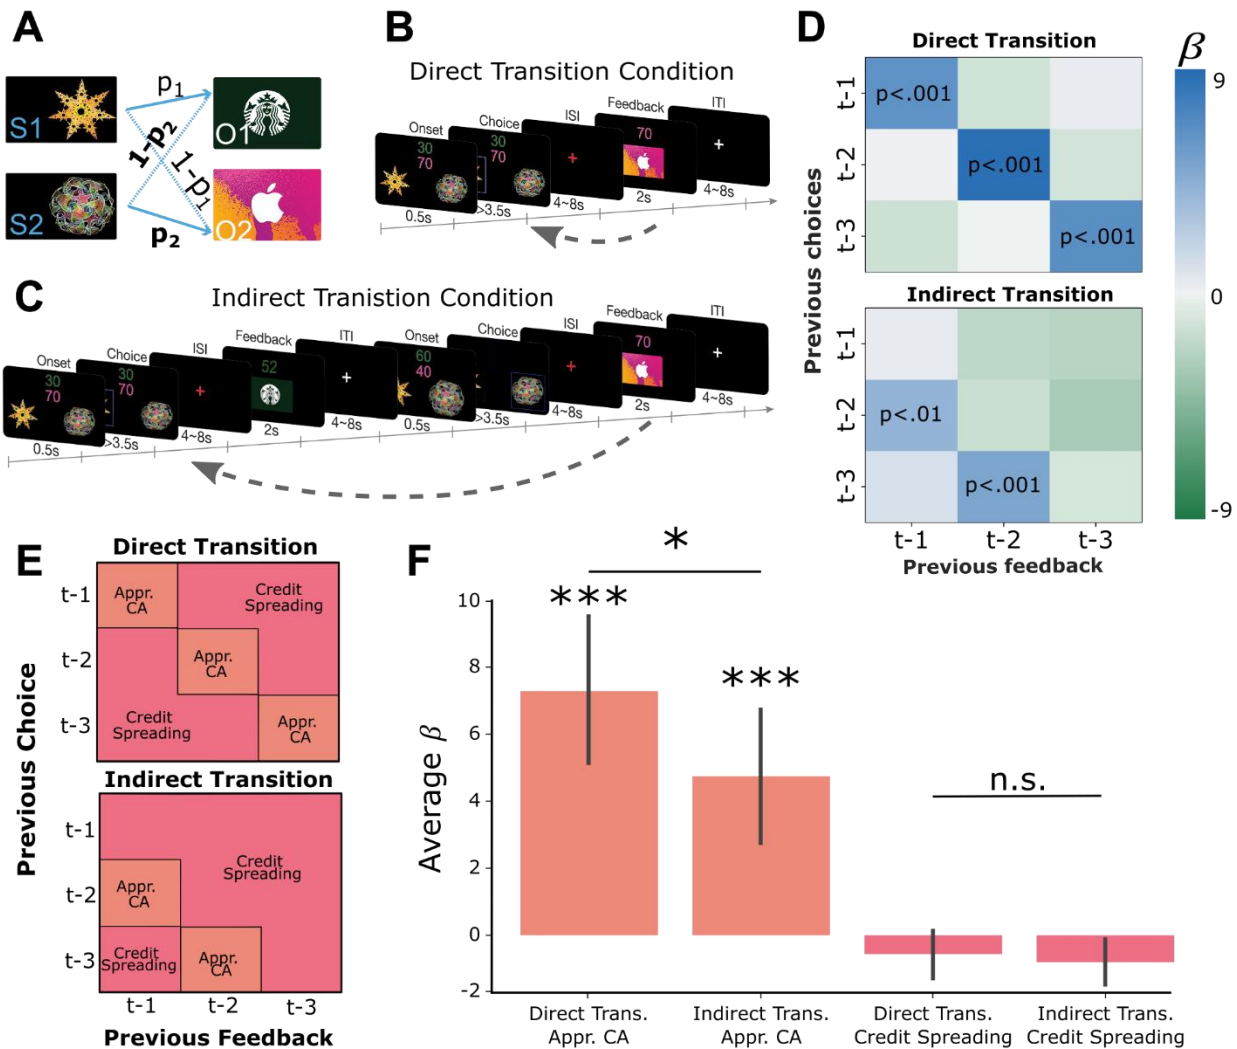 A
S1
S2
p1
1-p2
1-p1
p2
O1
O2
B
Direct Transition Condition
Onset
Choice
ISI
Feedback
ITI
30
70
30
70
+
70
+
0.5s
>3.5s
4~8s
2s
4~8s
C
Indirect Tranistion Condition
Onset
Choice
ISI
Feedback
ITI
Onset
Choice
ISI
Feedback
ITI
30
70
30
70
+
52
+
60
40
+
70
+
0.5s
>3.5s
4~8s
2s
4~8s
0.5s
>3.5s
4~8s
2s
4~8s
D
Direct Transition
t-1
t-2
t-3
p<.001
p<.001
p<.001
Previous choices
Indirect Transition
t-1
t-2
t-3
p<.01
p<.001
t-1
t-2
t-3
Previous feedback
β
9
0
-9
E
Direct Transition
t-1
t-2
t-3
Appr.
CA
Credit
Spreading
Appr.
CA
Credit
Spreading
Appr.
CA
Previous Choice
Indirect Transition
t-1
t-2
t-3
Credit
Spreading
Appr.
CA
Credit
Spreading
Appr.
CA
t-1
t-2
t-3
Previous Feedback
F
*
***
***
n.s.
Average β
10
8
6
4
2
0
-2
Direct Trans.
Appr. CA
Indirect Trans.
Appr. CA
Direct Trans.
Credit Spreading
Indirect Trans.
Credit Spreading